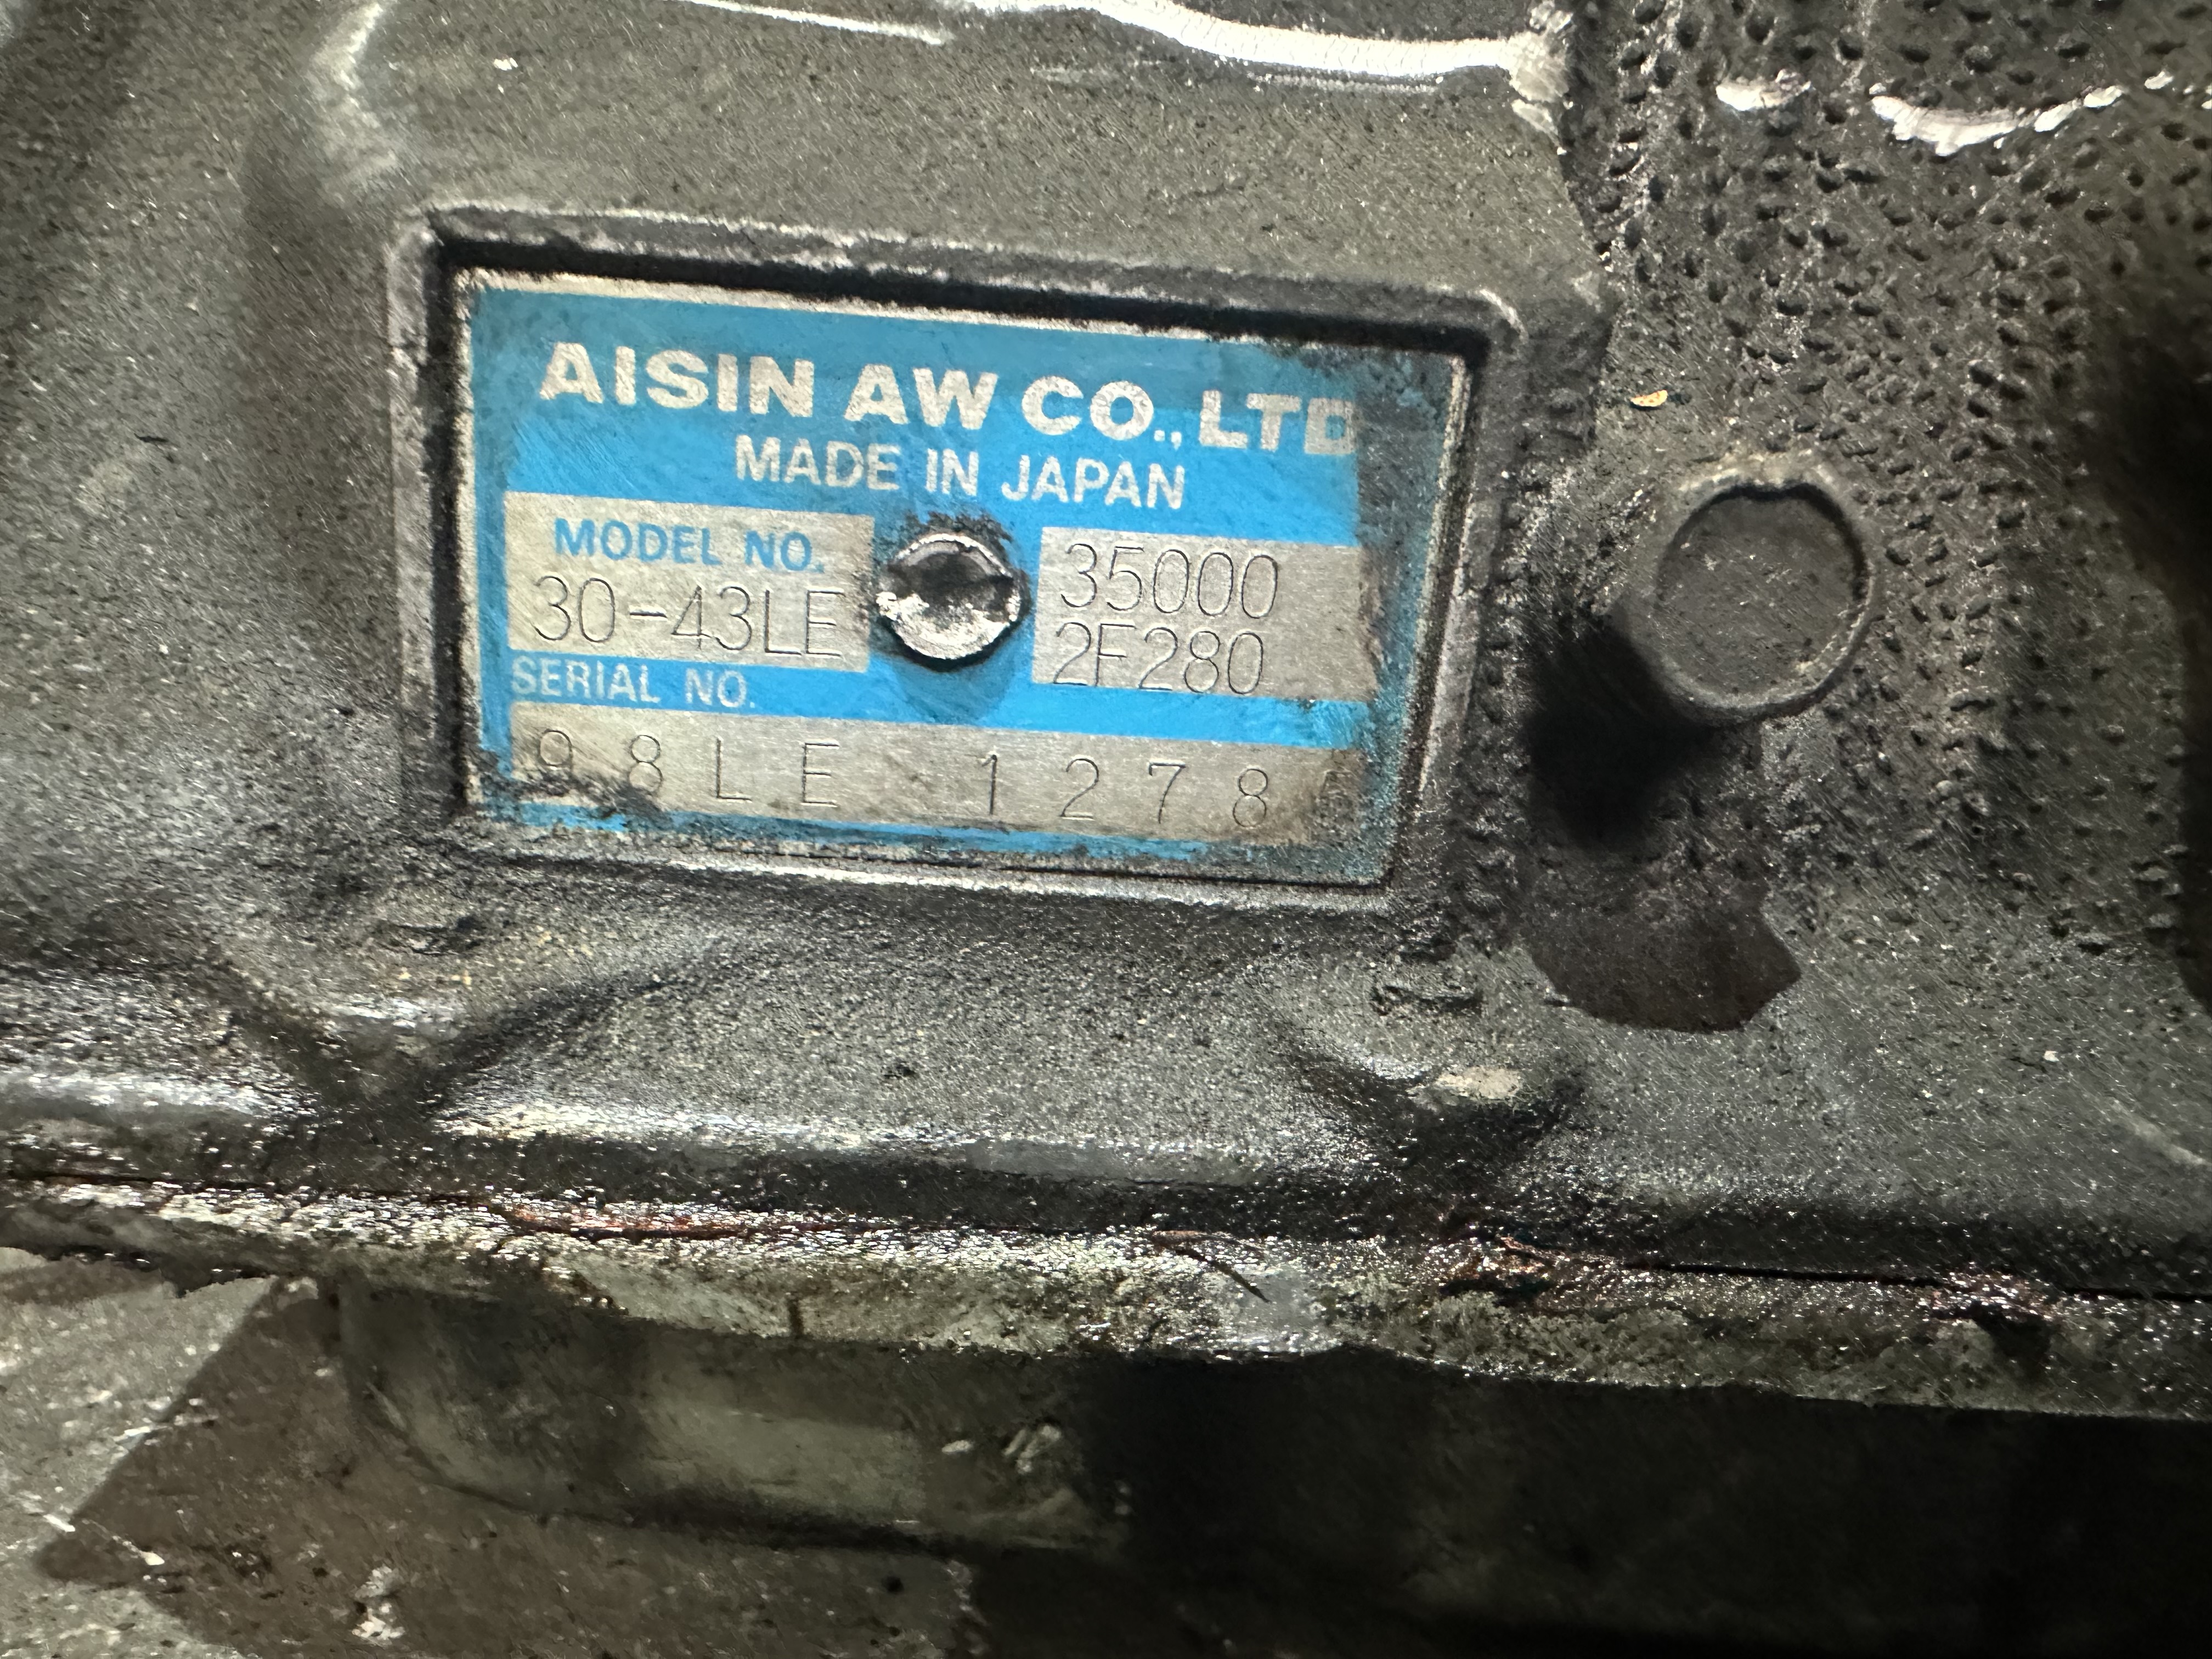 AISIN AW CO., LTD
MADE IN JAPAN
MODEL NO.
30-43LE
35000
2F280
SERIAL NO.
98LE 1278